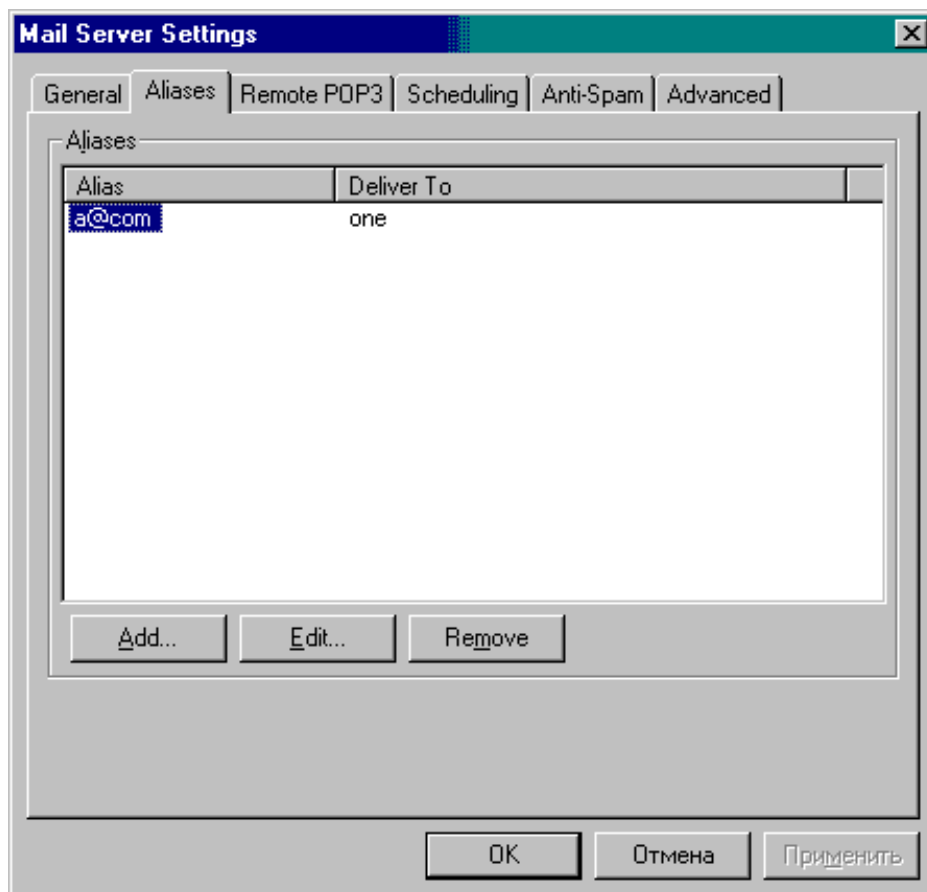 Mail Server Settings
General Aliases Remote POP3 Scheduling Anti-Spam Advanced
Aliases
Alias Deliver To
a@com one
Add... Edit... Remove
OK Отмена Применить